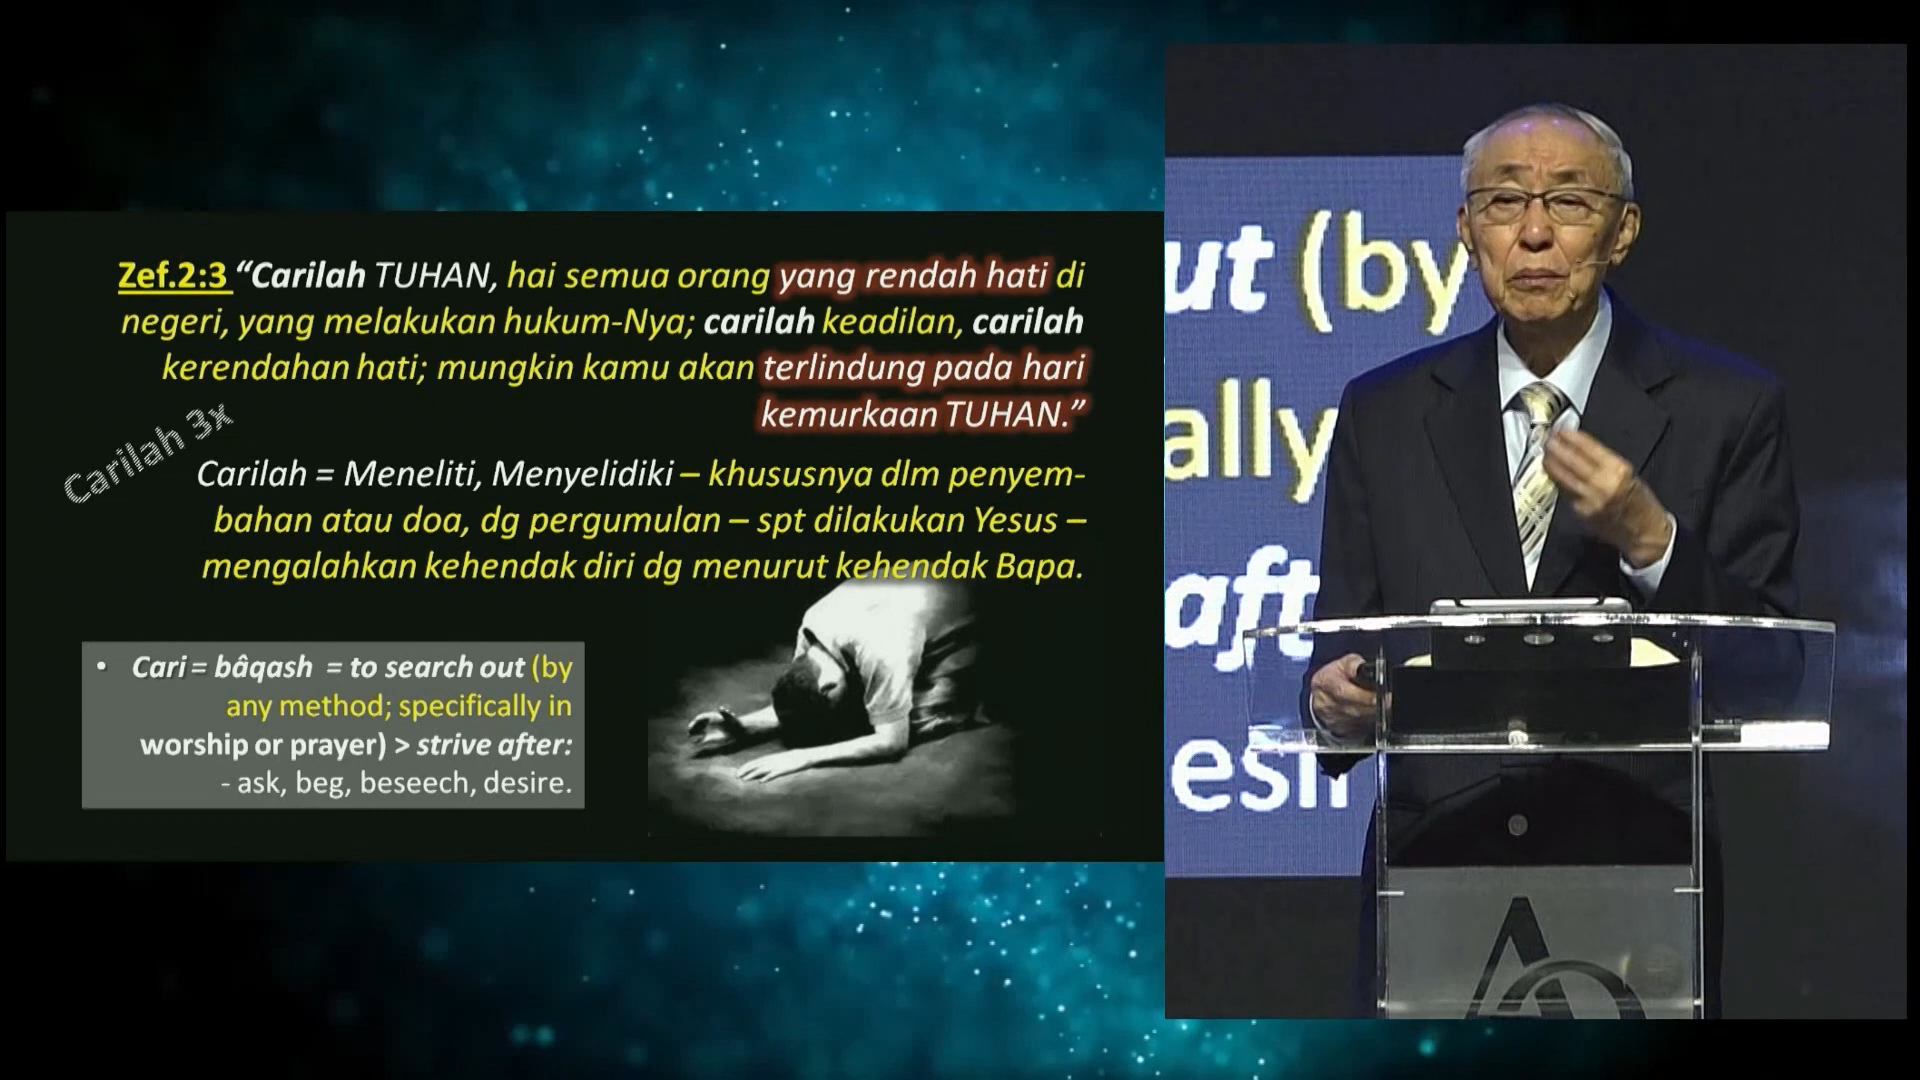 Zef.2:3 “Carilah TUHAN, hai semua orang yang rendah hati di
negeri, yang melakukan hukum-Nya; carilah keadilan, carilah
kerendahan hati; mungkin kamu akan terlindung pada hari
kemurkaan TUHAN.”
Carilah 3x
Carilah = Meneliti, Menyelidiki – khususnya dlm penyem-
bahan atau doa, dg pergumulan – spt dilakukan Yesus –
mengalahkan kehendak diri dg menurut kehendak Bapa.
• Cari = bâqash = to search out (by
any method; specifically in
worship or prayer) > strive after:
- ask, beg, beseech, desire.
ut (by
ally
aft
esir